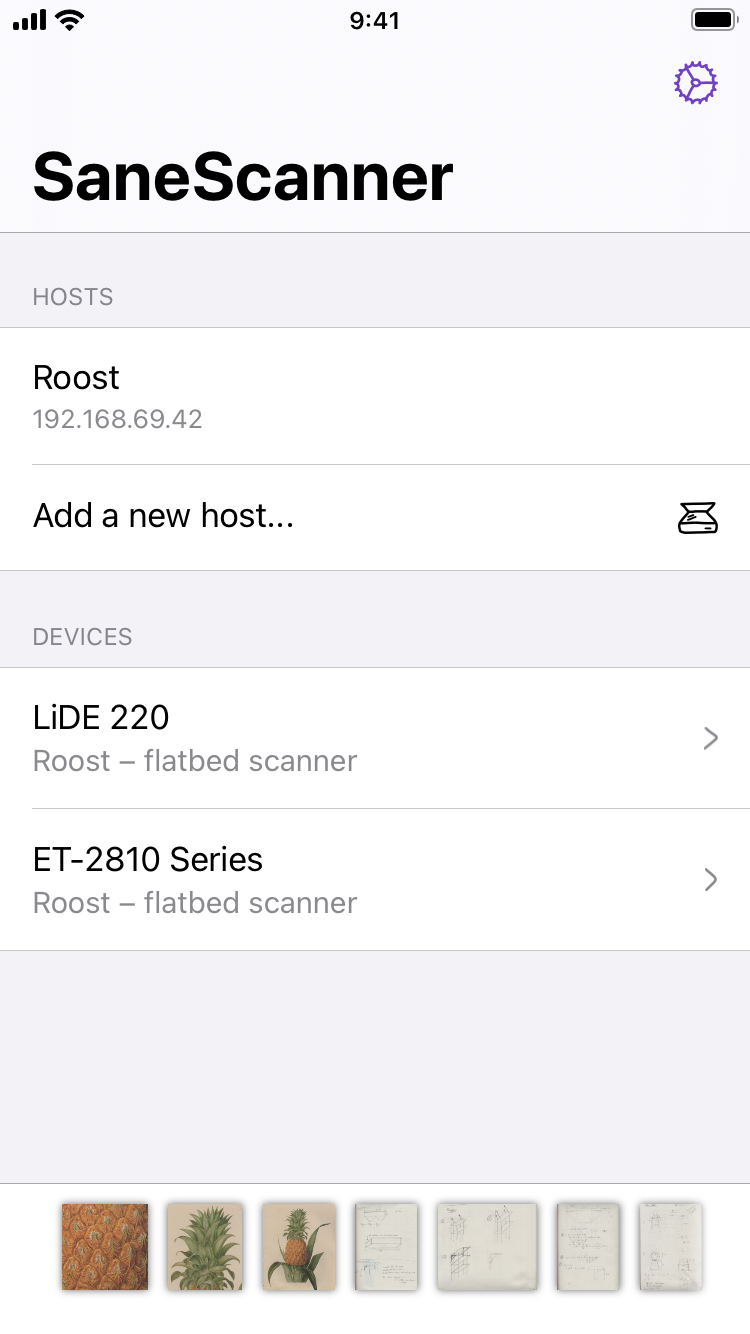 9:41
SaneScanner
HOSTS
Roost
192.168.69.42
Add a new host...
DEVICES
LiDE 220
Roost – flatbed scanner
ET-2810 Series
Roost – flatbed scanner